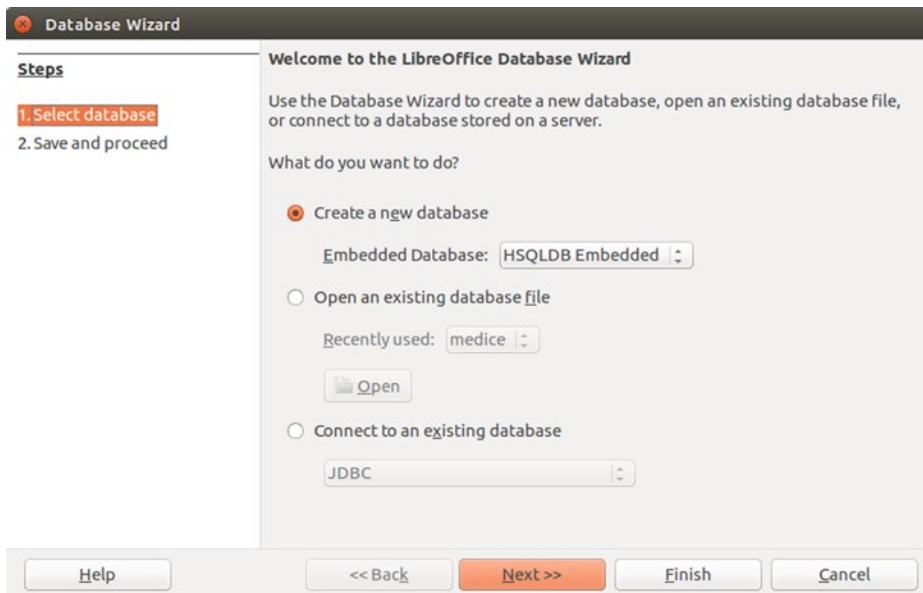 Database Wizard
Steps
1. Select database
2. Save and proceed
Welcome to the LibreOffice Database Wizard
Use the Database Wizard to create a new database, open an existing database file,
or connect to a database stored on a server.
What do you want to do?
Create a new database
Embedded Database: HSQLDB Embedded
Open an existing database file
Recently used: medice
Open
Connect to an existing database
JDBC
Help << Back Next >> Finish Cancel